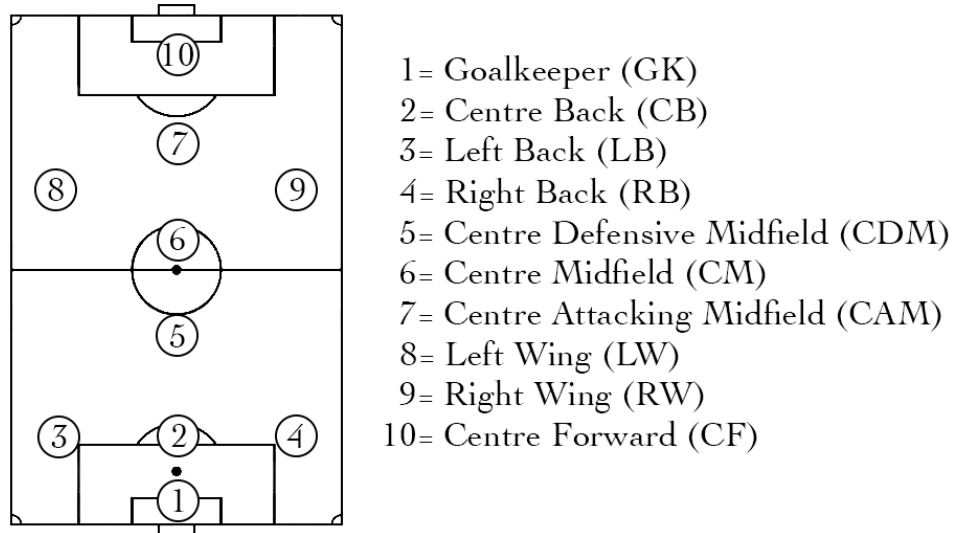 10
7
8
9
6
5
3
2
4
1
1= Goalkeeper (GK)
2= Centre Back (CB)
3= Left Back (LB)
4= Right Back (RB)
5= Centre Defensive Midfield (CDM)
6= Centre Midfield (CM)
7= Centre Attacking Midfield (CAM)
8= Left Wing (LW)
9= Right Wing (RW)
10= Centre Forward (CF)